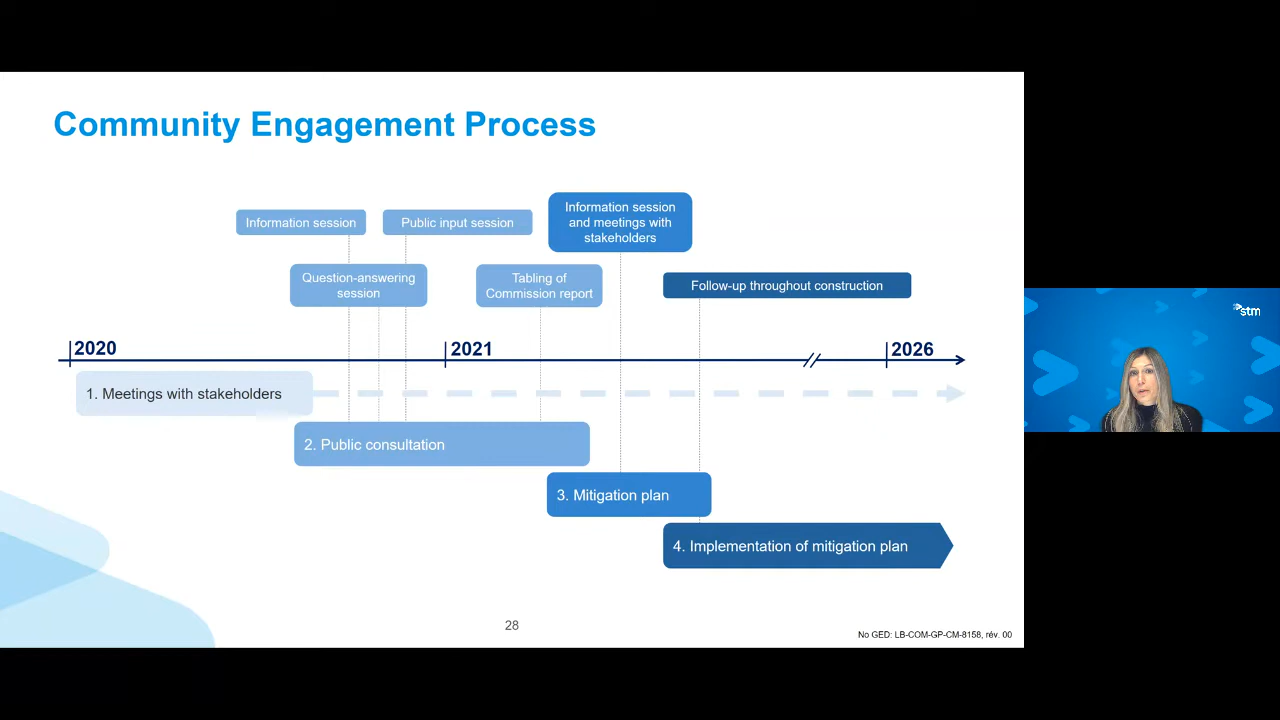 Community Engagement Process
Information session
Public input session
Information session
and meetings with
stakeholders
Question-answering
session
Tabling of
Commission report
Follow-up throughout construction
2020
2021
2026
1. Meetings with stakeholders
2. Public consultation
3. Mitigation plan
4. Implementation of mitigation plan
28
No GED: LB-COM-GP-CM-8158, rév. 00
stm